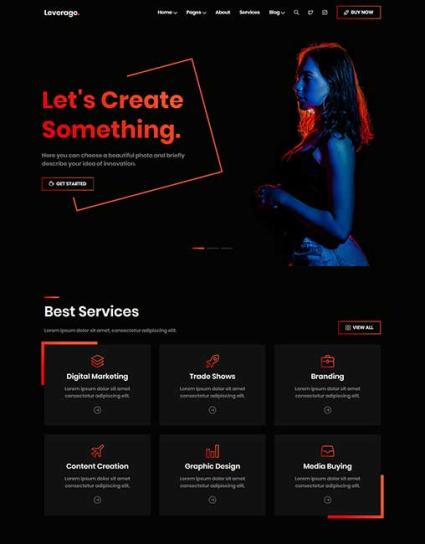 Leverage.
Home Pages About Services Blog BUY NOW
Let's Create
Something.
Here you can choose a beautiful photo and briefly
describe your idea of innovation.
GET STARTED
Best Services
Lorem ipsum dolor sit amet, consectetur adipiscing elit.
VIEW ALL
Digital Marketing Trade Shows Branding
Lorem ipsum dolor sit amet Lorem ipsum dolor sit amet Lorem ipsum dolor sit amet
consectetur adipiscing elit. consectetur adipiscing elit. consectetur adipiscing elit.
Content Creation Graphic Design Media Buying
Lorem ipsum dolor sit amet Lorem ipsum dolor sit amet Lorem ipsum dolor sit amet
consectetur adipiscing elit. consectetur adipiscing elit. consectetur adipiscing elit.